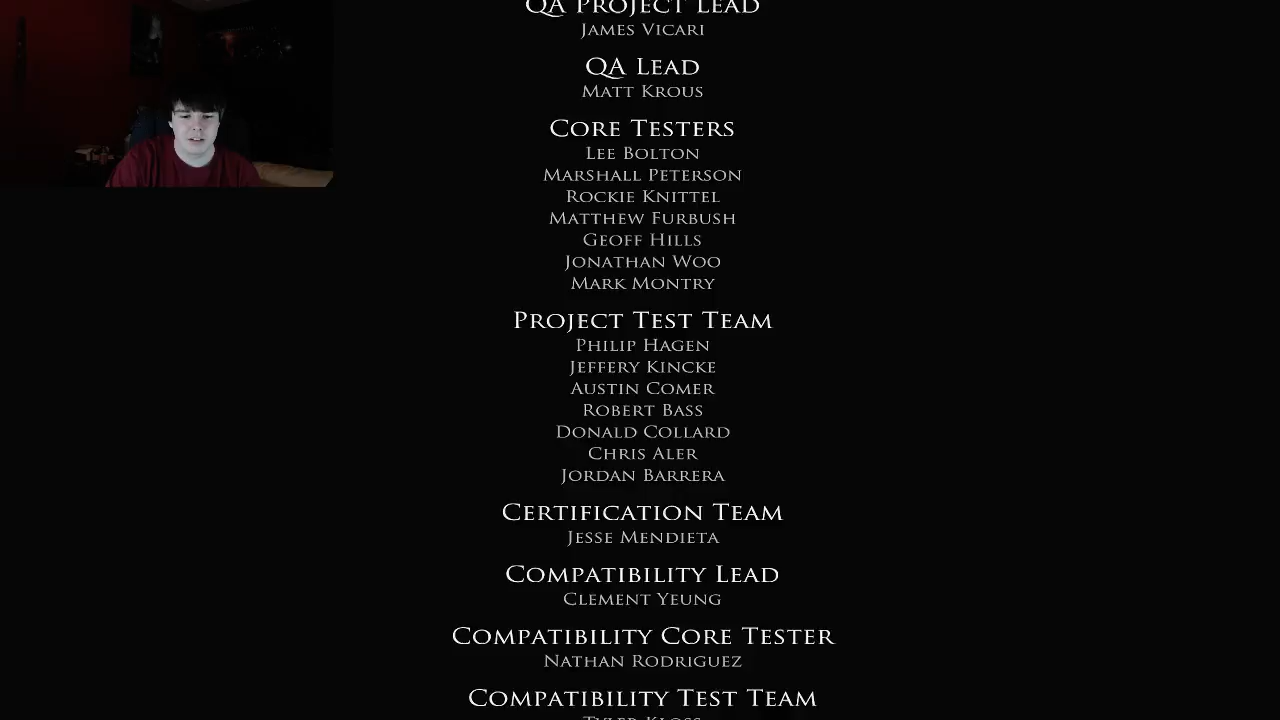 QA Project Lead
James Vicari
QA Lead
Matt Krous
Core Testers
Lee Bolton
Marshall Peterson
Rockie Knittel
Matthew Furbush
Geoff Hills
Jonathan Woo
Mark Montry
Project Test Team
Philip Hagen
Jeffery Kincke
Austin Comer
Robert Bass
Donald Collard
Chris Aler
Jordan Barrera
Certification Team
Jesse Mendieta
Compatibility Lead
Clement Yeung
Compatibility Core Tester
Nathan Rodriguez
Compatibility Test Team
Tyler Kloss